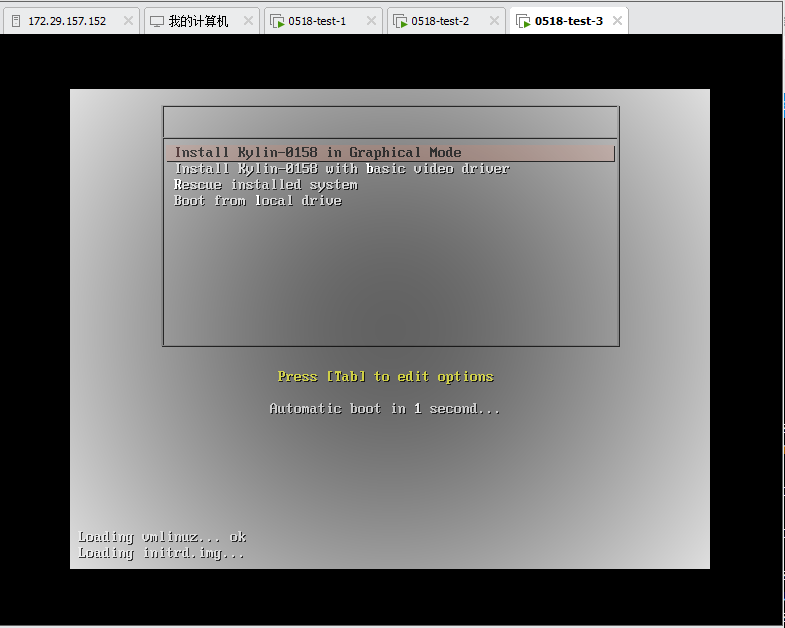 172.29.157.152 我的计算机 0518-test-1 0518-test-2 0518-test-3
Install Kylin-0158 in Graphical Mode
Install Kylin-0158 with basic video driver
Rescue installed system
Boot from local drive
Press [Tab] to edit options
Automatic boot in 1 second...
Loading vmlinuz... ok
Loading initrd.img...